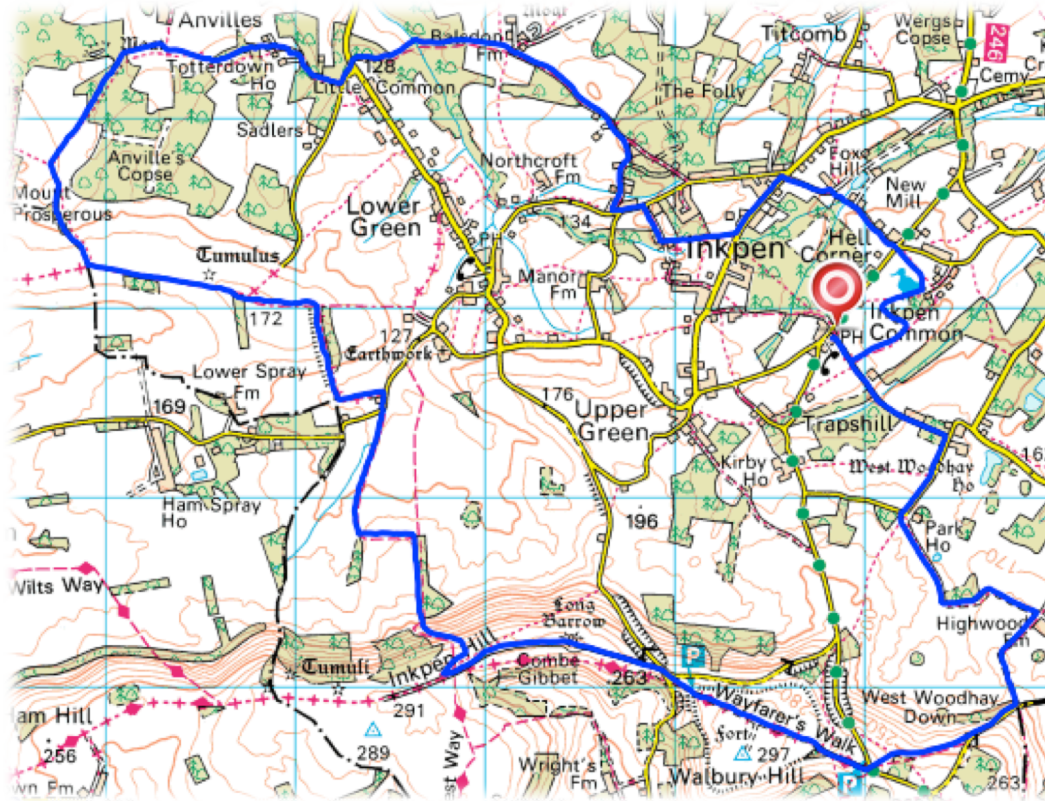 Anvilles
Titcomb
Wergs
Copse
246
Moat
Balsdon
Fm
Totterdown
Ho
128
Little Common
The Folly
Cemy
Sadlers
Anville's
Copse
Northcroft
Fm
Foxs
Hill
New
Mill
Mount
Prosperous
Lower
Green
134
PH
Hell
Corner
Inkpen
Tumulus
Manor
Fm
172
127
Inkpen
Common
PH
Earthwork
Lower Spray
Fm
176
169
Upper
Green
Trapshill
Kirby
Ho
West Woodhay
Ho
Ham Spray
Ho
196
Park
Ho
170
Wilts Way
Long
Barrow
Highwood
Fm
P
Tumuli
Inkpen Hill
Combe
Gibbet
263
West Woodhay
Down
291
Wayfarer's Walk
Ham Hill
256
289
Fort
297
Wright's
Fm
Walbury Hill
P
263